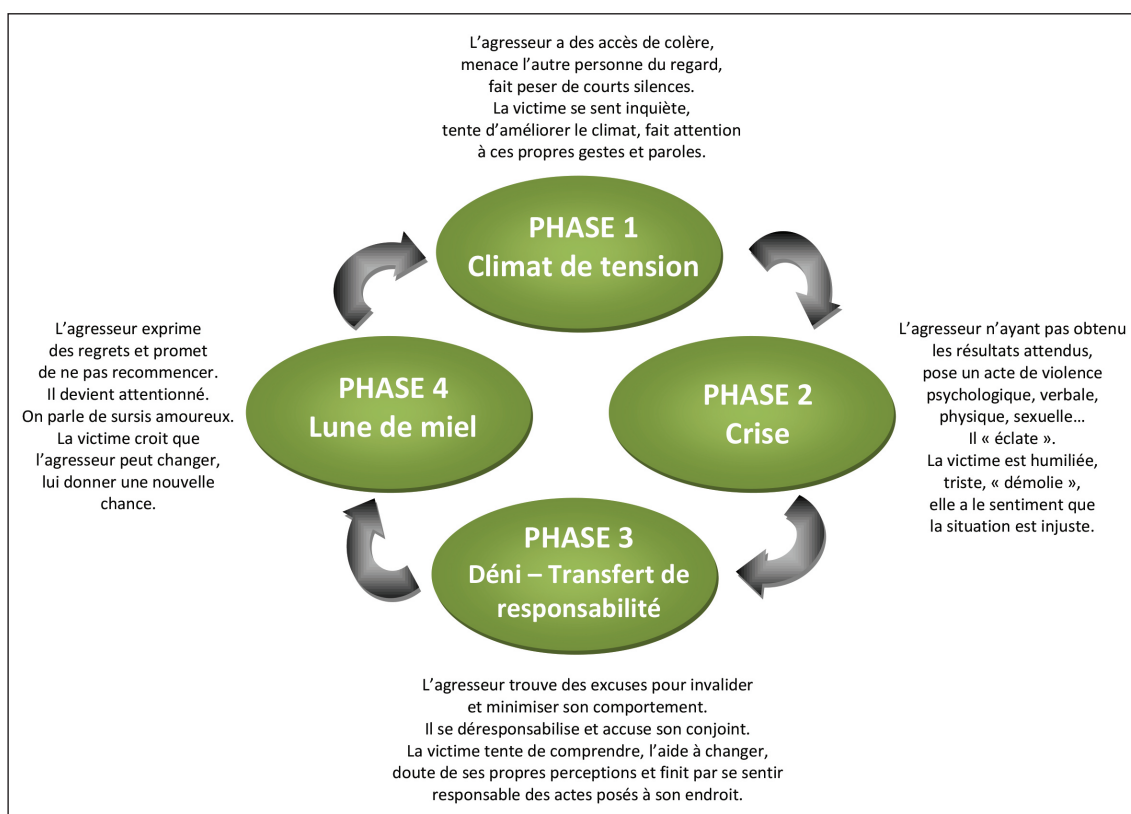 L’agresseur a des accès de colère,
menace l’autre personne du regard,
fait peser de courts silences.
La victime se sent inquiète,
tente d’améliorer le climat, fait attention
à ces propres gestes et paroles.
PHASE 1
Climat de tension
L’agresseur n’ayant pas obtenu
les résultats attendus,
pose un acte de violence
psychologique, verbale,
physique, sexuelle…
Il « éclate ».
La victime est humiliée,
triste, « démolie »,
elle a le sentiment que
la situation est injuste.
PHASE 2
Crise
PHASE 3
Déni – Transfert de
responsabilité
L’agresseur trouve des excuses pour invalider
et minimiser son comportement.
Il se déresponsabilise et accuse son conjoint.
La victime tente de comprendre, l’aide à changer,
doute de ses propres perceptions et finit par se sentir
responsable des actes posés à son endroit.
PHASE 4
Lune de miel
L’agresseur exprime
des regrets et promet
de ne pas recommencer.
Il devient attentionné.
On parle de sursis amoureux.
La victime croit que
l’agresseur peut changer,
lui donner une nouvelle
chance.